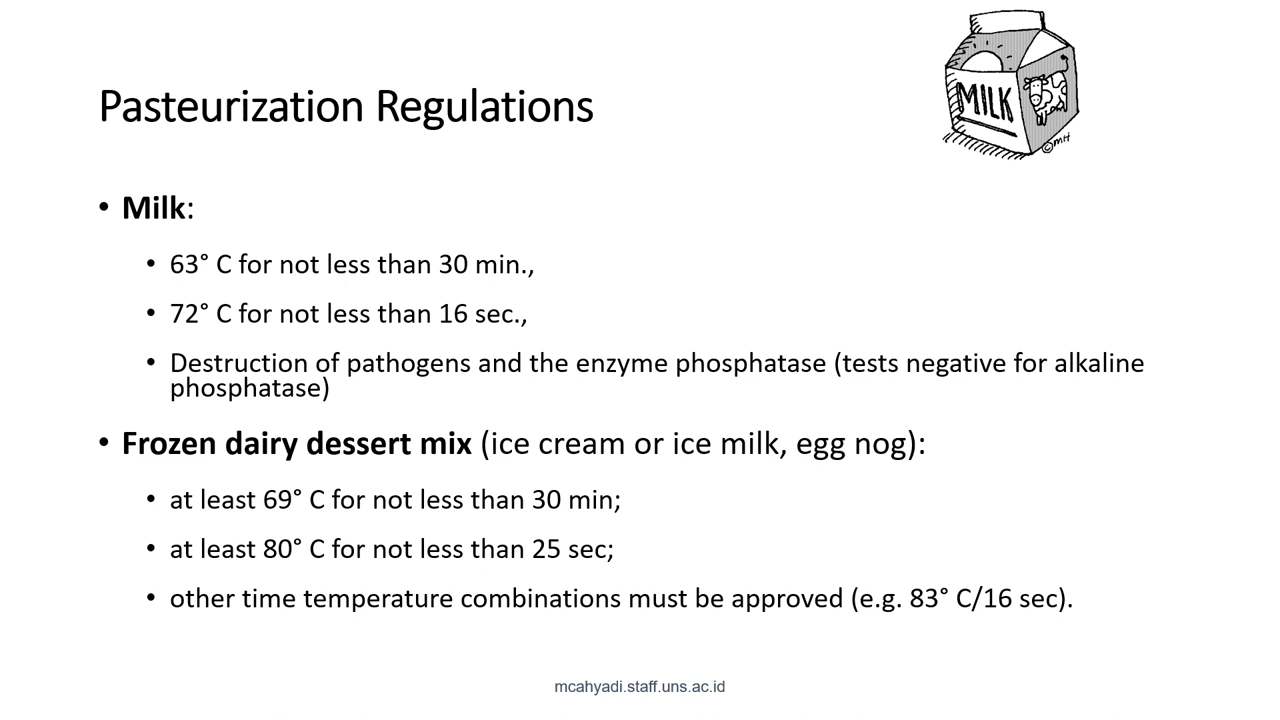 MILK
©MH
Pasteurization Regulations
• Milk:
• 63° C for not less than 30 min.,
• 72° C for not less than 16 sec.,
• Destruction of pathogens and the enzyme phosphatase (tests negative for alkaline
phosphatase)
• Frozen dairy dessert mix (ice cream or ice milk, egg nog):
• at least 69° C for not less than 30 min;
• at least 80° C for not less than 25 sec;
• other time temperature combinations must be approved (e.g. 83° C/16 sec).
mcahyadi.staff.uns.ac.id